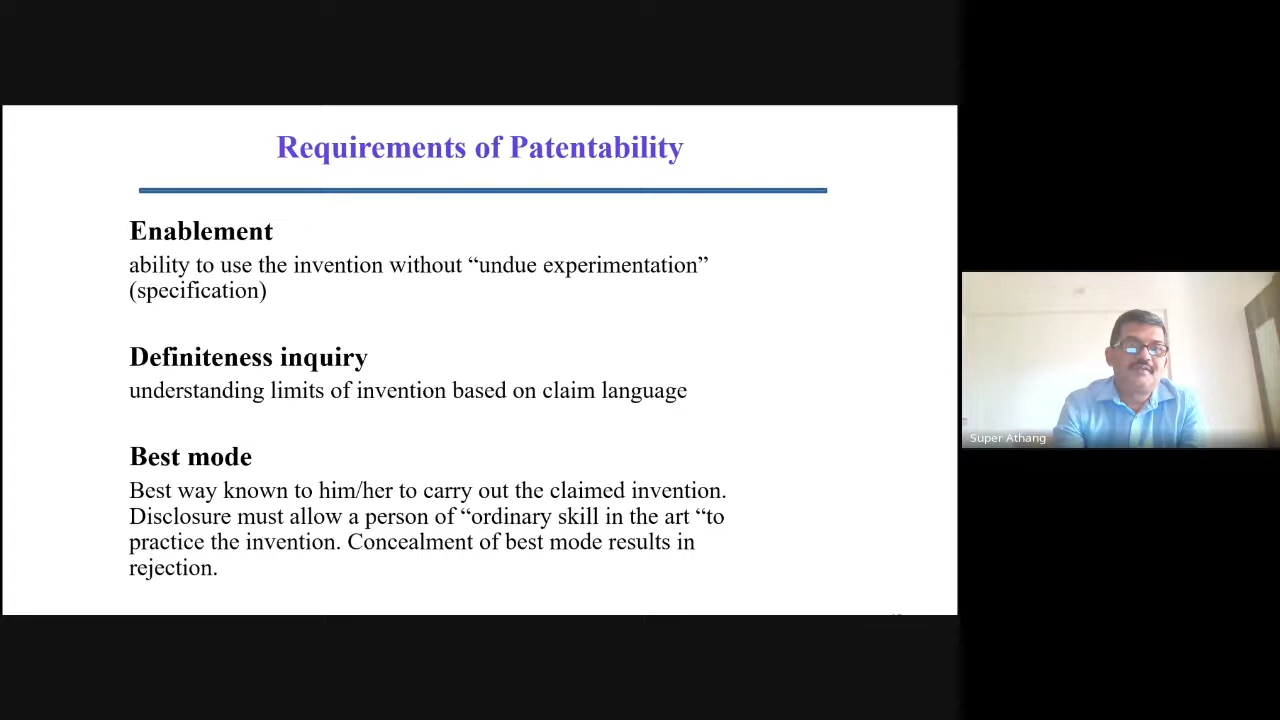 Requirements of Patentability
Enablement
ability to use the invention without “undue experimentation”
(specification)
Definiteness inquiry
understanding limits of invention based on claim language
Best mode
Best way known to him/her to carry out the claimed invention.
Disclosure must allow a person of “ordinary skill in the art “to
practice the invention. Concealment of best mode results in
rejection.
Super Athang